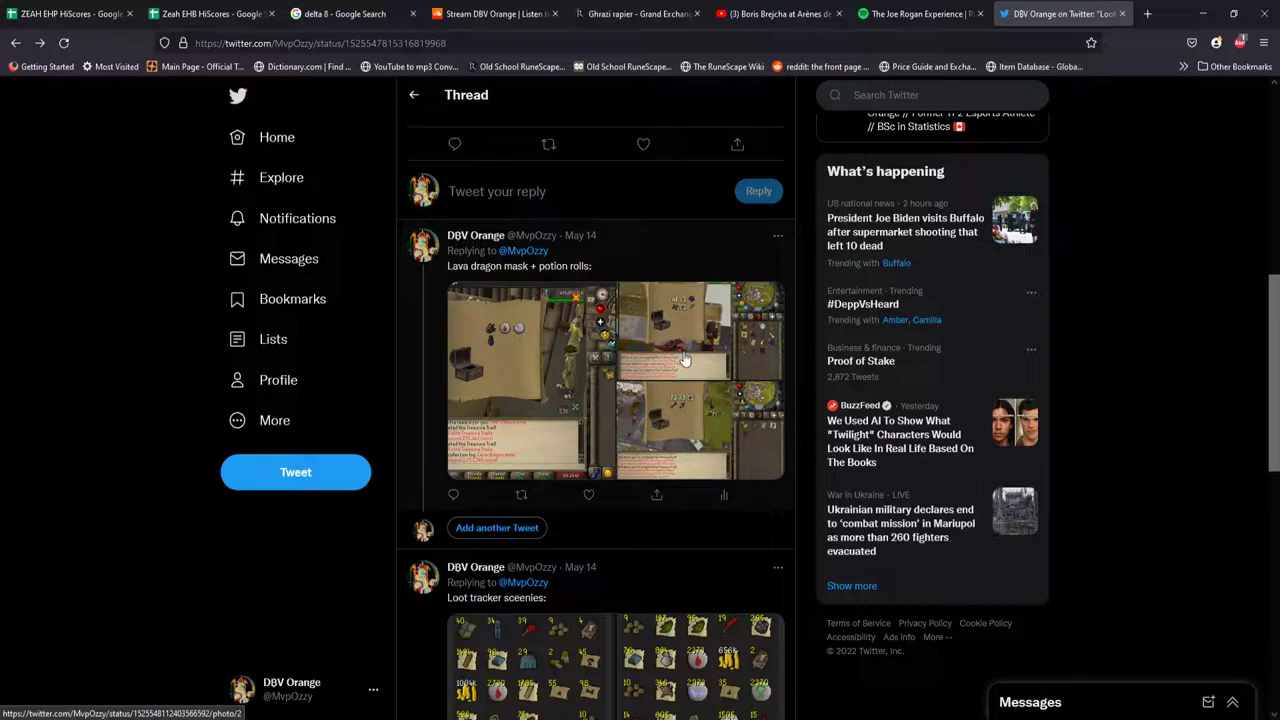 ZEAH EHP HiScores - Google Sheets
Zeah EHB HiScores - Google S
delta 8 - Google Search
Stream DBV Orange | Listen t
Ghrazi rapier - Grand Exchan
(3) Boris Brejcha at Arènes de
The Joe Rogan Experience | P
DBV Orange on Twitter: "Loot
https://twitter.com/MvpOzzy/status/1525547815316819968
Getting Started
Most Visited
Main Page - Official T...
Dictionary.com | Find...
YouTube to mp3 Conv...
Old School RuneScape...
Old School RuneScape...
The RuneScape Wiki
reddit: the front page ...
Price Guide and Excha...
Item Database - Globa...
Other Bookmarks
Thread
Search Twitter
Orange // Former TF2 Esports Athlete
// BSc in Statistics
Home
Explore
Notifications
Messages
Bookmarks
Lists
Profile
More
Tweet
Tweet your reply
Reply
DBV Orange @MvpOzzy · May 14
Replying to @MvpOzzy
Lava dragon mask + potion rolls:
Add another Tweet
DBV Orange @MvpOzzy · May 14
Replying to @MvpOzzy
Loot tracker sceenies:
What's happening
US national news · 2 hours ago
President Joe Biden visits Buffalo
after supermarket shooting that
left 10 dead
Trending with Buffalo
Entertainment · Trending
#DeppVsHeard
Trending with Amber, Camilla
Business & finance · Trending
Proof of Stake
2,872 Tweets
BuzzFeed · Yesterday
We Used AI To Show What
"Twilight" Characters Would
Look Like In Real Life Based On
The Books
War in Ukraine · LIVE
Ukrainian military declares end
to 'combat mission' in Mariupol
as more than 260 fighters
evacuated
Show more
Terms of Service Privacy Policy Cookie Policy
Accessibility Ads info More ···
© 2022 Twitter, Inc.
DBV Orange
@MvpOzzy
Messages
https://twitter.com/MvpOzzy/status/1525548112403566592/photo/2